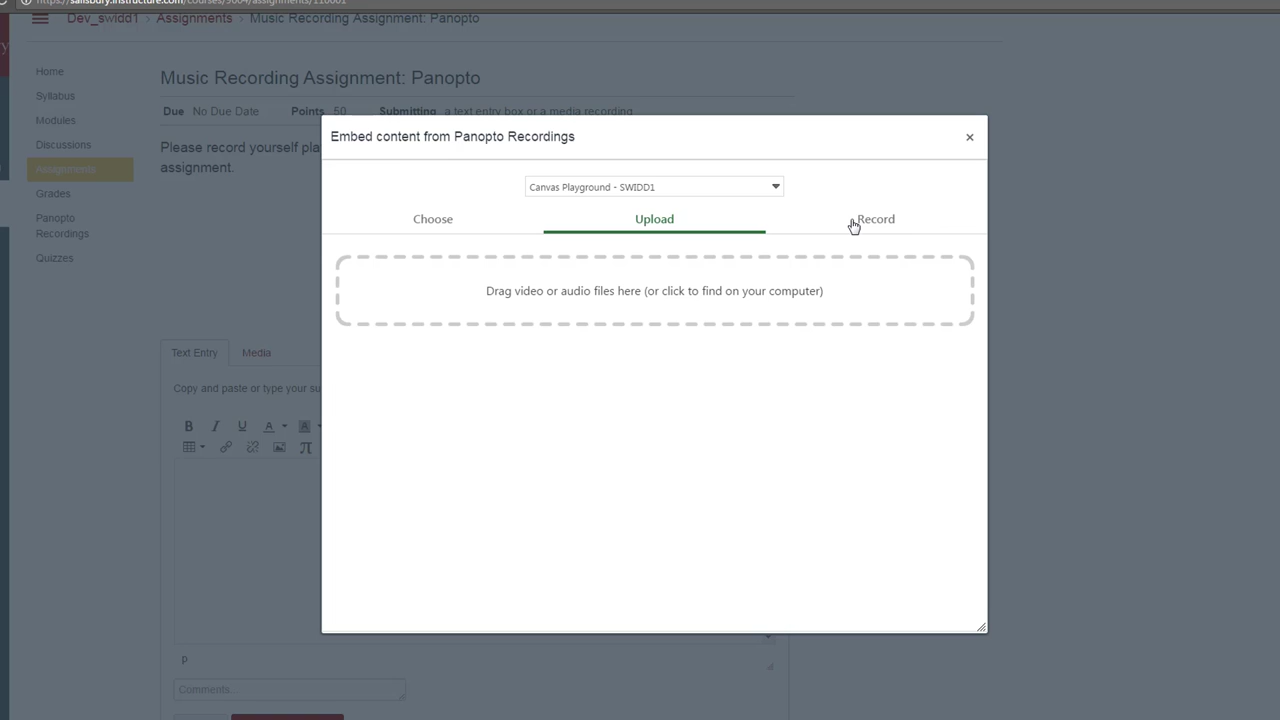 https://salisbury.instructure.com/courses/9604/assignments/110001
Dev_swidd1 › Assignments › Music Recording Assignment: Panopto
Home
Syllabus
Modules
Discussions
Assignments
Grades
Panopto
Recordings
Quizzes
Music Recording Assignment: Panopto
Due No Due Date Points 50 Submitting a text entry box or a media recording
Please record yourself pla
assignment.
Embed content from Panopto Recordings
×
Canvas Playground - SWIDD1
Choose Upload Record
Drag video or audio files here (or click to find on your computer)
Text Entry Media
Copy and paste or type your su
B I U A A
π
p
Comments...